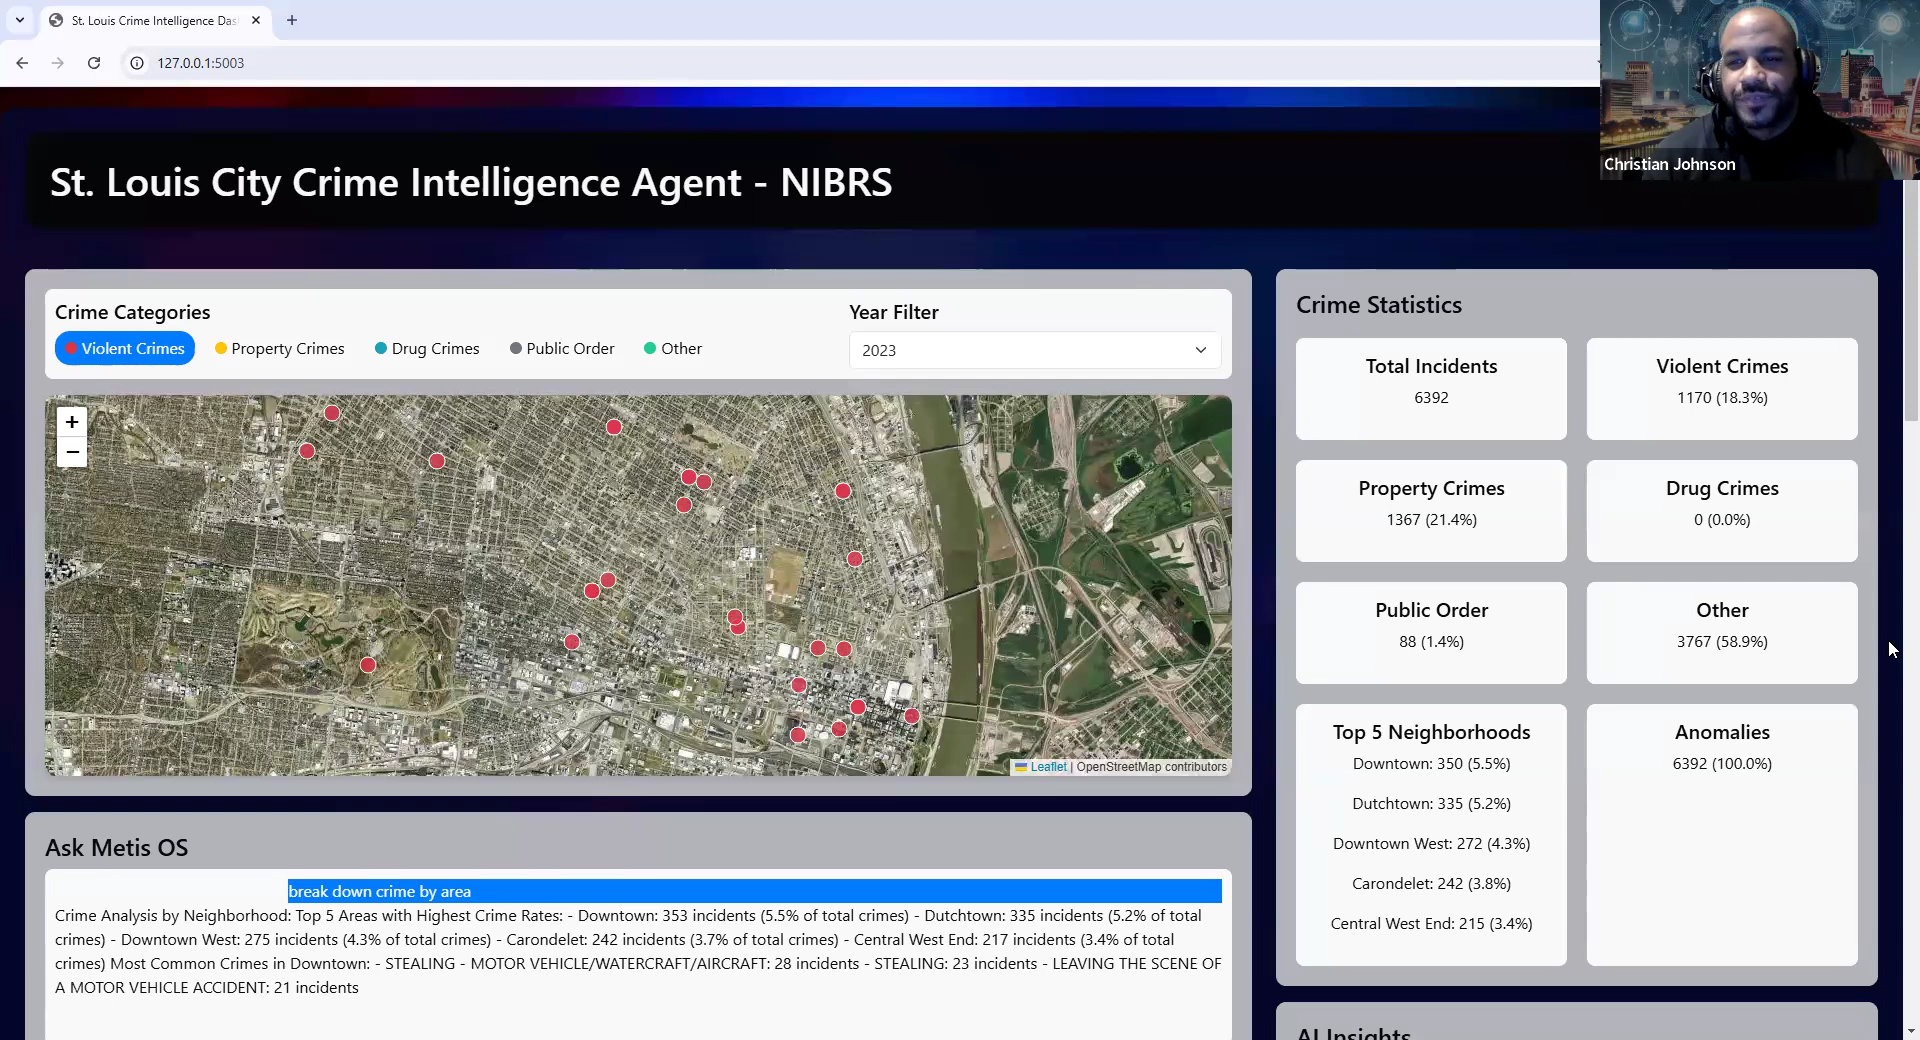 St. Louis Crime Intelligence Das
127.0.0.1:5003
Christian Johnson
St. Louis City Crime Intelligence Agent - NIBRS
Crime Categories
Violent Crimes
Property Crimes
Drug Crimes
Public Order
Other
Year Filter
2023
+
−
Leaflet | OpenStreetMap contributors
Ask Metis OS
break down crime by area
Crime Analysis by Neighborhood: Top 5 Areas with Highest Crime Rates: - Downtown: 353 incidents (5.5% of total crimes) - Dutchtown: 335 incidents (5.2% of total
crimes) - Downtown West: 275 incidents (4.3% of total crimes) - Carondelet: 242 incidents (3.7% of total crimes) - Central West End: 217 incidents (3.4% of total
crimes) Most Common Crimes in Downtown: - STEALING - MOTOR VEHICLE/WATERCRAFT/AIRCRAFT: 28 incidents - STEALING: 23 incidents - LEAVING THE SCENE OF
A MOTOR VEHICLE ACCIDENT: 21 incidents
Crime Statistics
Total Incidents
6392
Violent Crimes
1170 (18.3%)
Property Crimes
1367 (21.4%)
Drug Crimes
0 (0.0%)
Public Order
88 (1.4%)
Other
3767 (58.9%)
Top 5 Neighborhoods
Downtown: 350 (5.5%)
Dutchtown: 335 (5.2%)
Downtown West: 272 (4.3%)
Carondelet: 242 (3.8%)
Central West End: 215 (3.4%)
Anomalies
6392 (100.0%)
AI Insights